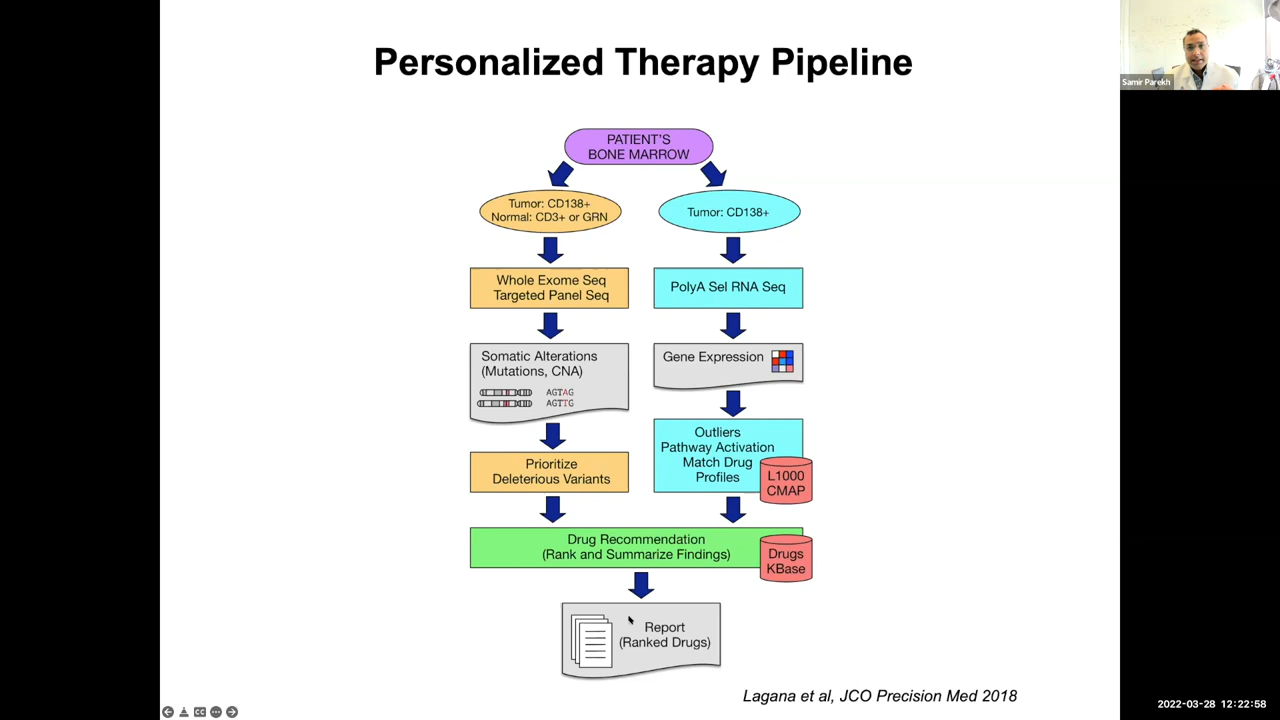 Personalized Therapy Pipeline
Samir Parekh
PATIENT'S
BONE MARROW
Tumor: CD138+
Normal: CD3+ or GRN
Tumor: CD138+
Whole Exome Seq
Targeted Panel Seq
PolyA Sel RNA Seq
Somatic Alterations
(Mutations, CNA)
AGTAG
AGTTG
Gene Expression
Outliers
Pathway Activation
Match Drug
Profiles
L1000
CMAP
Prioritize
Deleterious Variants
Drug Recommendation
(Rank and Summarize Findings)
Drugs
KBase
Report
(Ranked Drugs)
Lagana et al, JCO Precision Med 2018
CC
2022-03-28 12:22:58